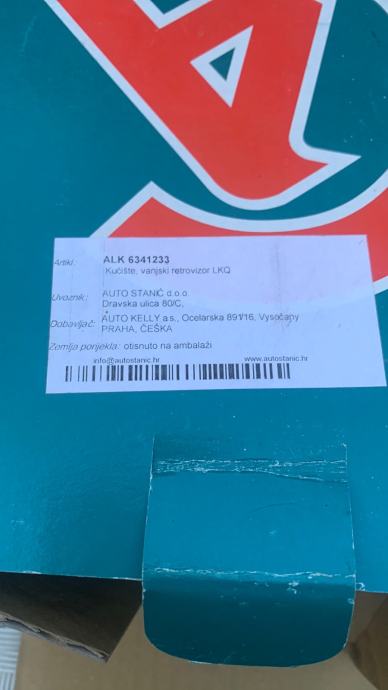 Artikl: ALK 6341233
Kućište, vanjski retrovizor LKQ
Uvoznik: AUTO STANIĆ d.o.o.
Dravska ulica 80/C,
Dobavljač: AUTO KELLY a.s., Ocelarska 891/16, Vysočany
PRAHA, ČEŠKA
Zemlja porijekla: otisnuto na ambalaži
info@autostanic.hr www.autostanic.hr